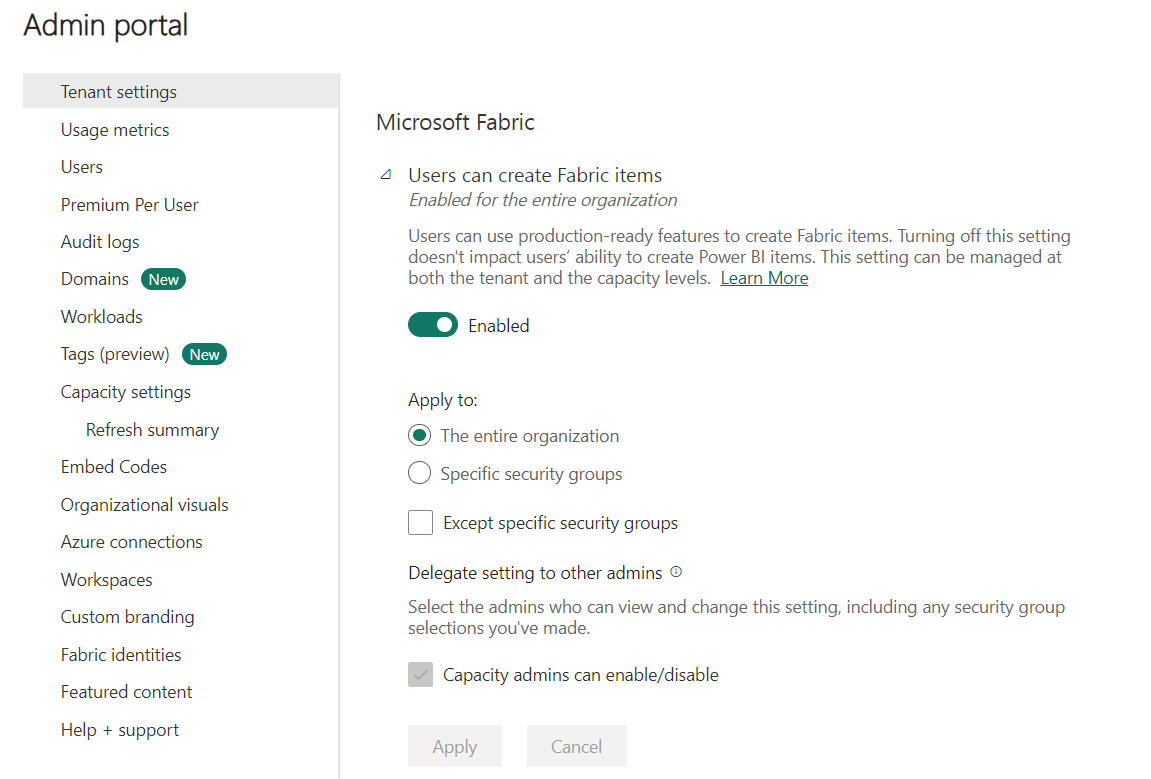 Admin portal
Tenant settings
Usage metrics
Users
Premium Per User
Audit logs
Domains New
Workloads
Tags (preview) New
Capacity settings
Refresh summary
Embed Codes
Organizational visuals
Azure connections
Workspaces
Custom branding
Fabric identities
Featured content
Help + support
Microsoft Fabric
Users can create Fabric items
Enabled for the entire organization
Users can use production-ready features to create Fabric items. Turning off this setting
doesn't impact users’ ability to create Power BI items. This setting can be managed at
both the tenant and the capacity levels. Learn More
Enabled
Apply to:
The entire organization
Specific security groups
Except specific security groups
Delegate setting to other admins
Select the admins who can view and change this setting, including any security group
selections you've made.
Capacity admins can enable/disable
Apply Cancel